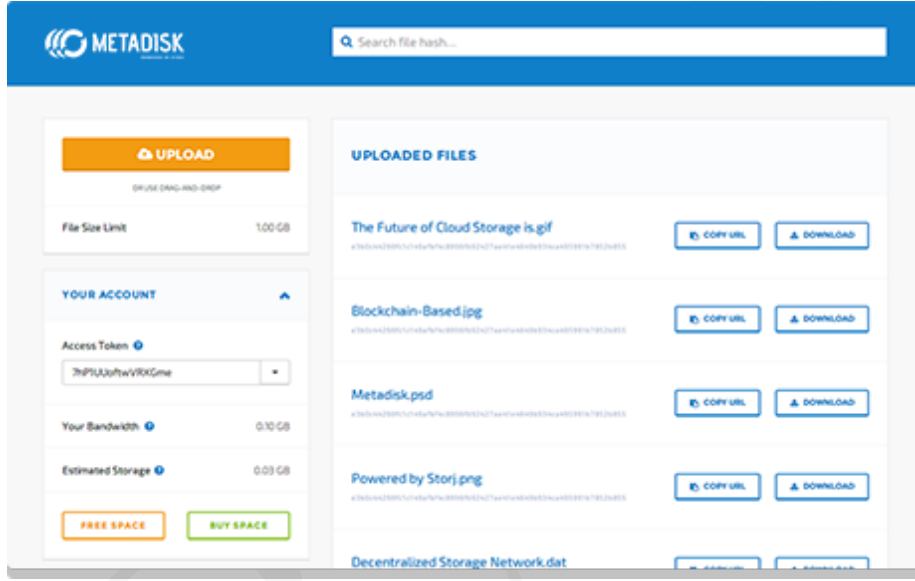 METADISK
Search file hash...
UPLOAD
OR USE DRAG-AND-DROP
File Size Limit 1.00 GB
YOUR ACCOUNT
Access Token
Your Bandwidth 0.10 GB
Estimated Storage 0.03 GB
FREE SPACE BUY SPACE
UPLOADED FILES
The Future of Cloud Storage is.gif
COPY URL DOWNLOAD
Blockchain-Based.jpg
COPY URL DOWNLOAD
Metadisk.psd
COPY URL DOWNLOAD
Powered by Storj.png
COPY URL DOWNLOAD
Decentralized Storage Network.dat
COPY URL DOWNLOAD